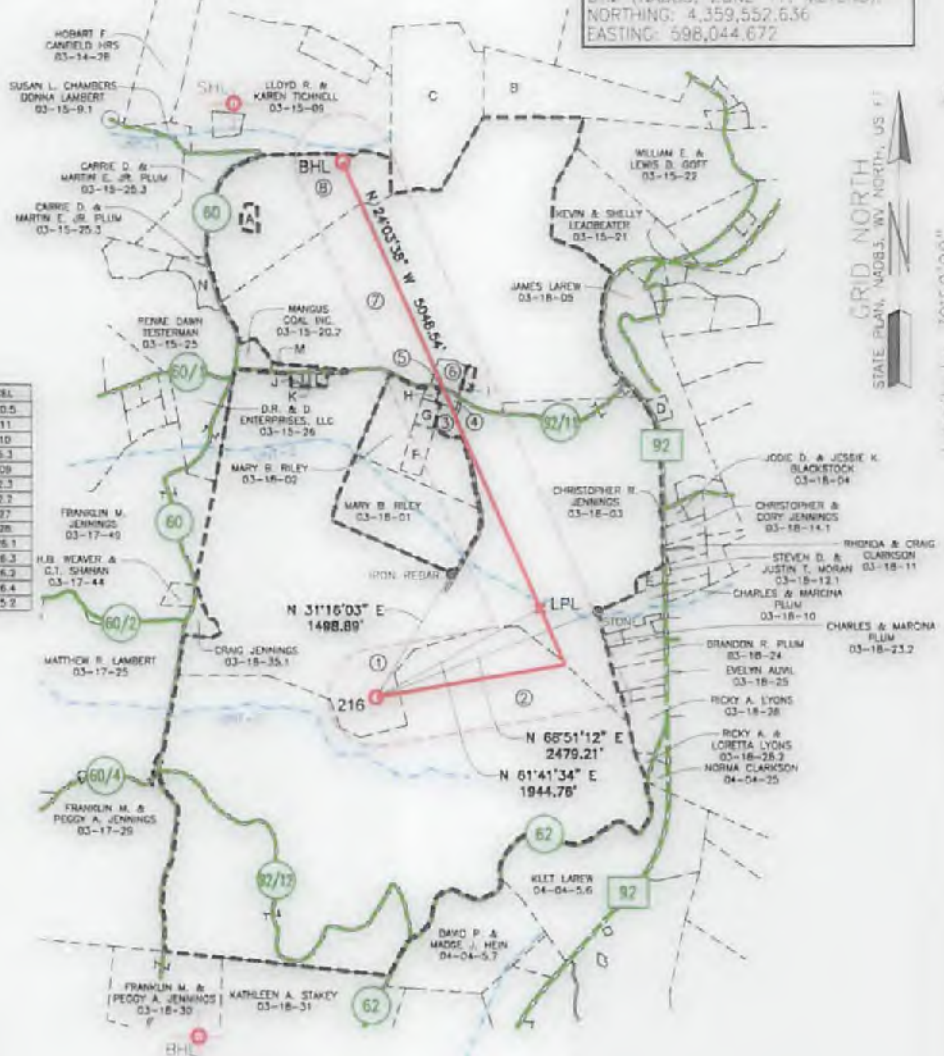 NORTHING: 4,359,552.636
EASTING: 598,044.672
HOBART F.
CANFIELD HRS
03-14-28
SUSAN L. CHAMBERS
DONNA LAMBERT
03-15-9.1
SHL
LLOYD R. &
KAREN TICHNELL
03-15-09
C
B
CARRIE D. &
MARTIN E. JR. PLUM
03-15-25.3
BHL
8
WILLIAM E. &
LEWIS D. GOFF
03-15-22
60
A
CARRIE D. &
MARTIN E. JR. PLUM
03-15-25.3
KEVIN & SHELLY
LEADBEATER
03-15-21
GRID NORTH
STATE PLAN, NAD83, WV NORTH, US FT
N 24°03'38" W 5048.54'
7
N
JAMES LAREW
03-18-05
RENAE DAWN
TESTERMAN
03-15-25
MANGUS
COAL INC.
03-15-20.2
M
5
6
60/1
J
K
L
H
G
3
4
F
92/11
D
92
D.R. & D
ENTERPRISES, LLC
03-15-26
MARY B. RILEY
03-18-02
JODIE D. & JESSIE K.
BLACKSTOCK
03-18-04
FRANKLIN M.
JENNINGS
03-17-49
60
MARY B. RILEY
03-18-01
CHRISTOPHER R.
JENNINGS
03-18-03
CHRISTOPHER &
CORY JENNINGS
03-18-14.1
RHONDA & CRAIG
CLARKSON
03-18-11
H.B. WEAVER &
C.T. SHAHAN
03-17-44
IRON REBAR
STEVEN D. &
JUSTIN T. MORAN
03-18-12.1
E
60/2
N 31°16'03" E
1498.89'
LPL
STONE
CHARLES & MARCINA
PLUM
03-18-10
CHARLES & MARCINA
PLUM
03-18-23.2
CRAIG JENNINGS
03-18-35.1
MATTHEW R. LAMBERT
03-17-25
BRANDON R. PLUM
03-18-24
EVELYN AUVIL
03-18-25
1
216
2
N 68°51'12" E
2479.21'
RICKY A. LYONS
03-18-28
N 61°41'34" E
1944.76'
RICKY A. &
LORETTA LYONS
03-18-28.2
NORMA CLARKSON
04-04-25
60/4
FRANKLIN M. &
PEGGY A. JENNINGS
03-17-29
62
92/12
KLET LAREW
04-04-5.6
92
DAVID P. &
MADGE J. HEIN
04-04-5.7
FRANKLIN M. &
PEGGY A. JENNINGS
03-18-30
KATHLEEN A. STAKEY
03-18-31
62
BHL